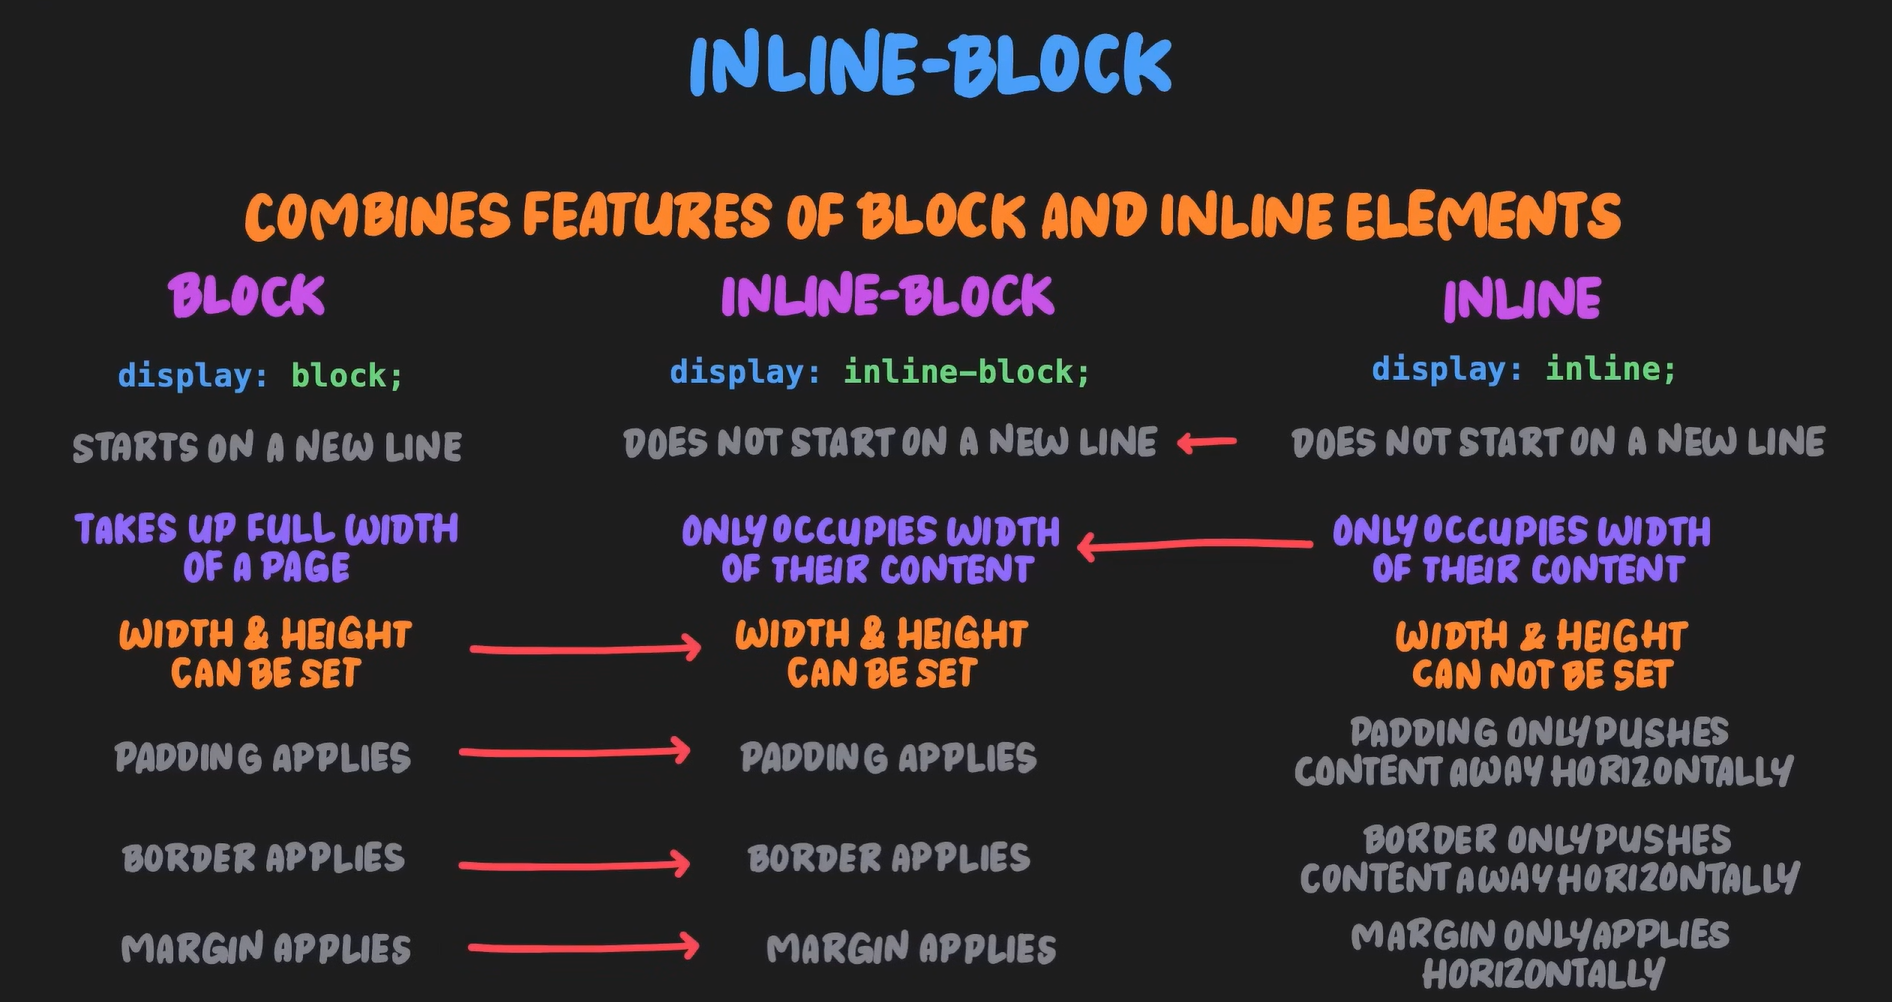 INLINE-BLOCK
COMBINES FEATURES OF BLOCK AND INLINE ELEMENTS
BLOCK
display: block;
STARTS ON A NEW LINE
TAKES UP FULL WIDTH
OF A PAGE
WIDTH & HEIGHT
CAN BE SET
PADDING APPLIES
BORDER APPLIES
MARGIN APPLIES
INLINE-BLOCK
display: inline-block;
DOES NOT START ON A NEW LINE
ONLY OCCUPIES WIDTH
OF THEIR CONTENT
WIDTH & HEIGHT
CAN BE SET
PADDING APPLIES
BORDER APPLIES
MARGIN APPLIES
INLINE
display: inline;
DOES NOT START ON A NEW LINE
ONLY OCCUPIES WIDTH
OF THEIR CONTENT
WIDTH & HEIGHT
CAN NOT BE SET
PADDING ONLY PUSHES
CONTENT AWAY HORIZONTALLY
BORDER ONLY PUSHES
CONTENT AWAY HORIZONTALLY
MARGIN ONLY APPLIES
HORIZONTALLY